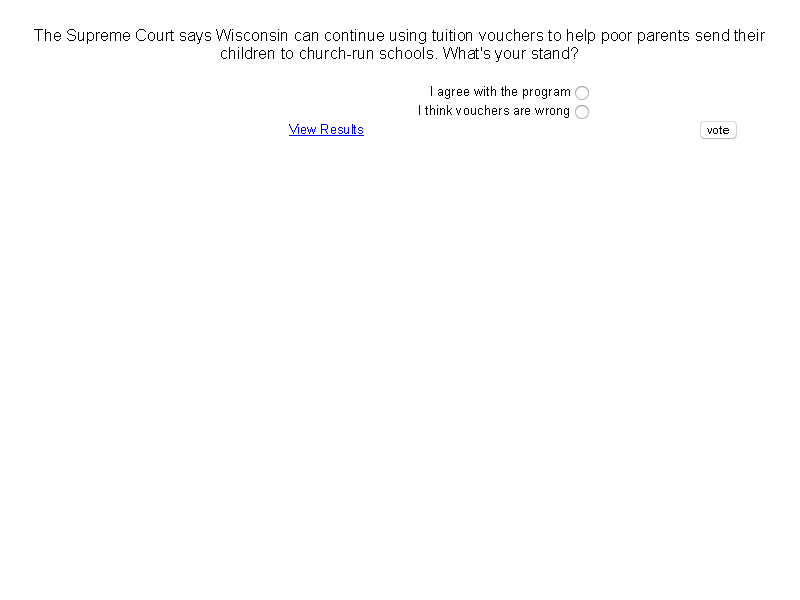 The Supreme Court says Wisconsin can continue using tuition vouchers to help poor parents send their
children to church-run schools. What's your stand?
I agree with the program
I think vouchers are wrong
View Results
vote